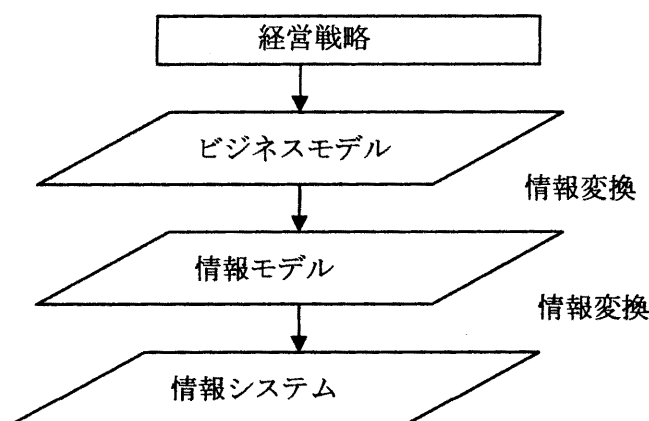 経営戦略
ビジネスモデル
情報変換
情報モデル
情報変換
情報システム